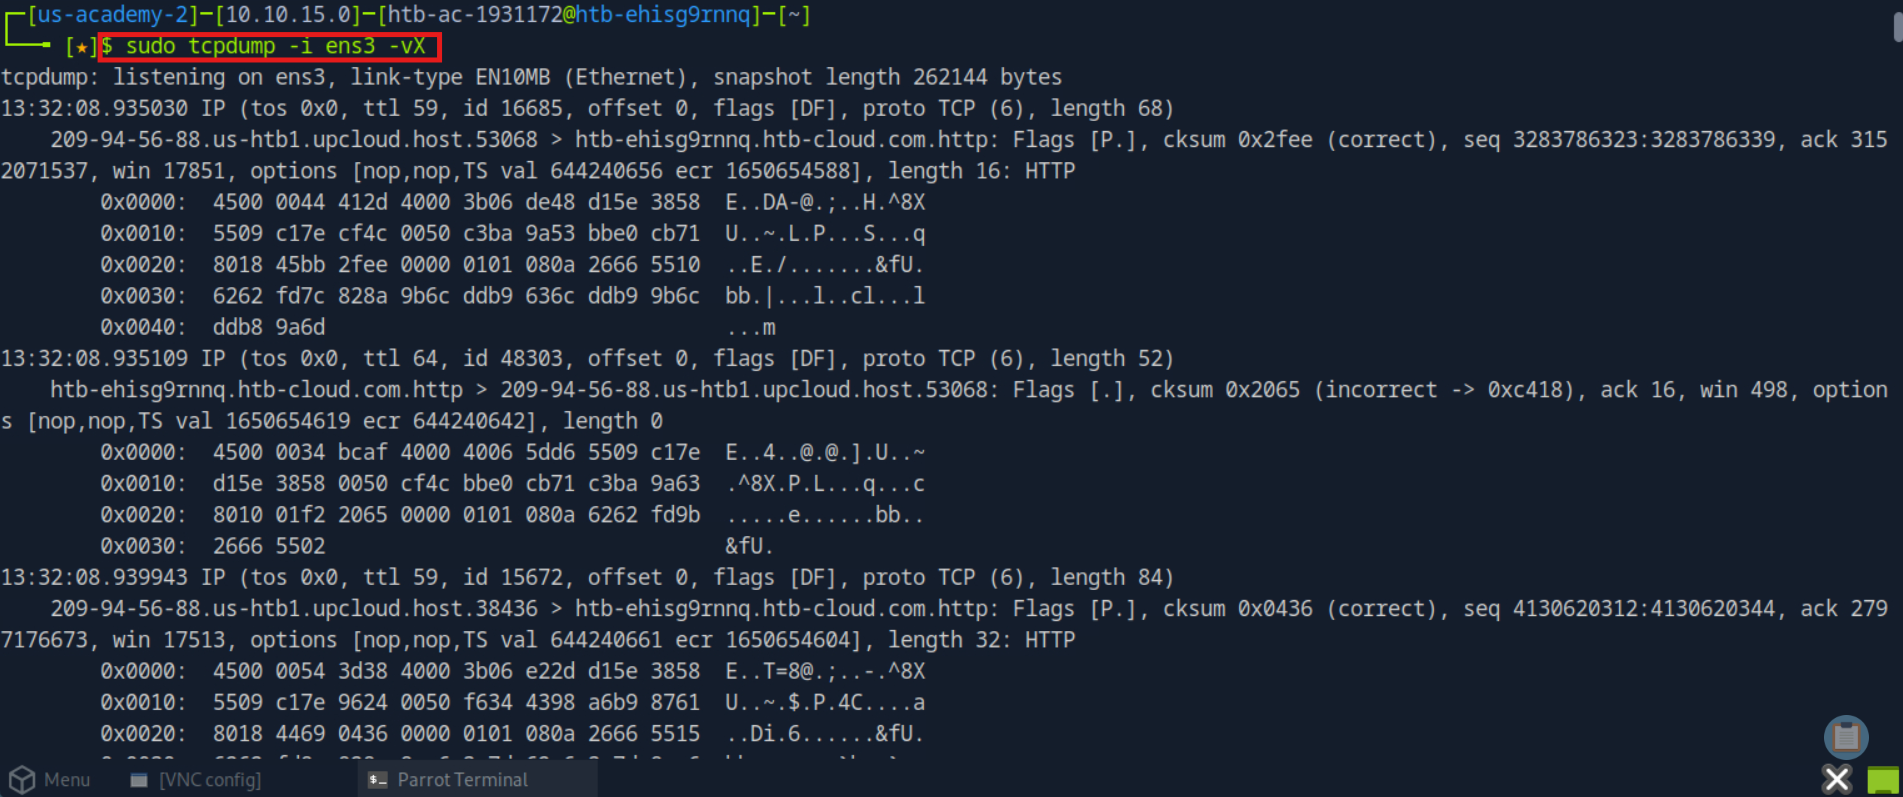 [us-academy-2]─[10.10.15.0]─[htb-ac-1931172@htb-ehisg9rnnq]─[~]
[★]$ sudo tcpdump -i ens3 -vX
tcpdump: listening on ens3, link-type EN10MB (Ethernet), snapshot length 262144 bytes
13:32:08.935030 IP (tos 0x0, ttl 59, id 16685, offset 0, flags [DF], proto TCP (6), length 68)
209-94-56-88.us-htb1.upcloud.host.53068 > htb-ehisg9rnnq.htb-cloud.com.http: Flags [P.], cksum 0x2fee (correct), seq 3283786323:3283786339, ack 315
2071537, win 17851, options [nop,nop,TS val 644240656 ecr 1650654588], length 16: HTTP
0x0000:  4500 0044 412d 4000 3b06 de48 d15e 3858  E..DA-@.;..H.^8X
0x0010:  5509 c17e cf4c 0050 c3ba 9a53 bbe0 cb71  U..~.L.P...S...q
0x0020:  8018 45bb 2fee 0000 0101 080a 2666 5510  ..E./.......&fU.
0x0030:  6262 fd7c 828a 9b6c ddb9 636c ddb9 9b6c  bb.|...l..cl...l
0x0040:  ddb8 9a6d  ...m
13:32:08.935109 IP (tos 0x0, ttl 64, id 48303, offset 0, flags [DF], proto TCP (6), length 52)
htb-ehisg9rnnq.htb-cloud.com.http > 209-94-56-88.us-htb1.upcloud.host.53068: Flags [.], cksum 0x2065 (incorrect -> 0xc418), ack 16, win 498, option
s [nop,nop,TS val 1650654619 ecr 644240642], length 0
0x0000:  4500 0034 bcaf 4000 4006 5dd6 5509 c17e  E..4..@.@.].U..~
0x0010:  d15e 3858 0050 cf4c bbe0 cb71 c3ba 9a63  .^8X.P.L...q...c
0x0020:  8010 01f2 2065 0000 0101 080a 6262 fd9b  .....e......bb..
0x0030:  2666 5502  &fU.
13:32:08.939943 IP (tos 0x0, ttl 59, id 15672, offset 0, flags [DF], proto TCP (6), length 84)
209-94-56-88.us-htb1.upcloud.host.38436 > htb-ehisg9rnnq.htb-cloud.com.http: Flags [P.], cksum 0x0436 (correct), seq 4130620312:4130620344, ack 279
7176673, win 17513, options [nop,nop,TS val 644240661 ecr 1650654604], length 32: HTTP
0x0000:  4500 0054 3d38 4000 3b06 e22d d15e 3858  E..T=8@.;..-.^8X
0x0010:  5509 c17e 9624 0050 f634 4398 a6b9 8761  U..~.$.P.4C....a
0x0020:  8018 4469 0436 0000 0101 080a 2666 5515  ..Di.6......&fU.
Menu [VNC config] Parrot Terminal